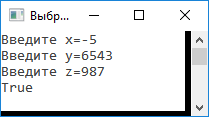 Выбр...
Введите x=-5
Введите y=6543
Введите z=987
True